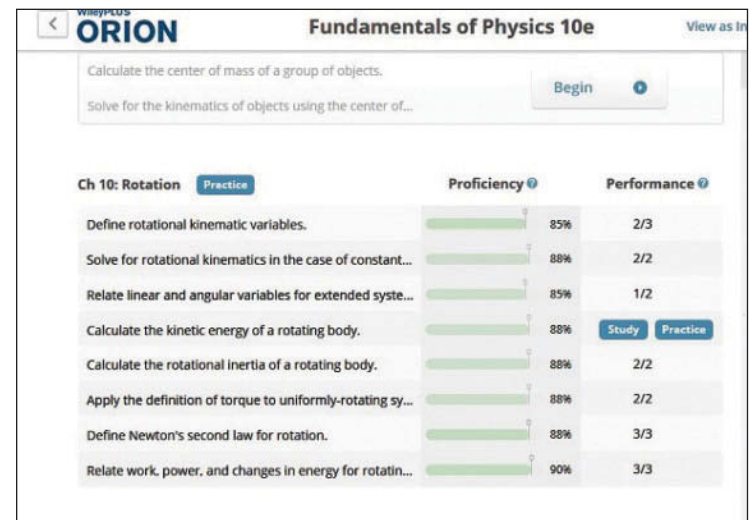 WileyPLUS
ORION
Fundamentals of Physics 10e
View as In
Calculate the center of mass of a group of objects.
Solve for the kinematics of objects using the center of...
Begin
Ch 10: Rotation Practice Proficiency ? Performance ?
Define rotational kinematic variables. 85% 2/3
Solve for rotational kinematics in the case of constant... 88% 2/2
Relate linear and angular variables for extended syste... 85% 1/2
Calculate the kinetic energy of a rotating body. 88% Study Practice
Calculate the rotational inertia of a rotating body. 88% 2/2
Apply the definition of torque to uniformly-rotating sy... 88% 2/2
Define Newton's second law for rotation. 88% 3/3
Relate work, power, and changes in energy for rotatin... 90% 3/3